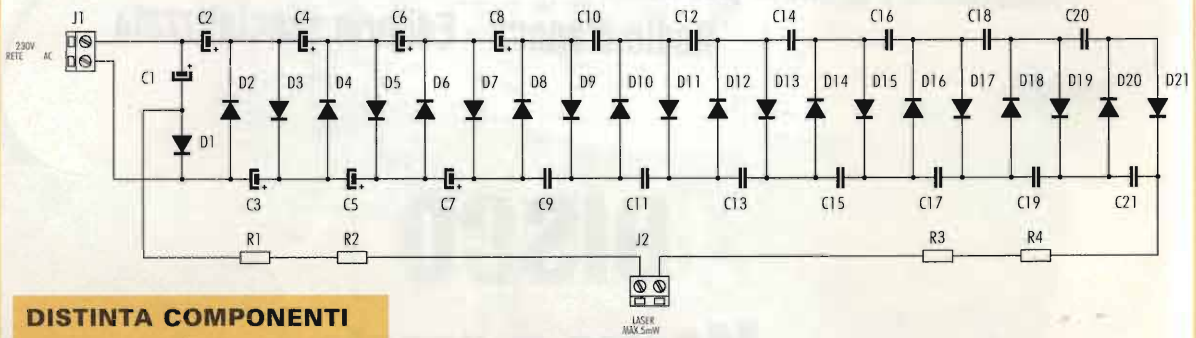 J1 C2 C4 C6 C8 C10 C12 C14 C16 C18 C20
230V
RETE AC
C1 D2 D3 D4 D5 D6 D7 D8 D9 D10 D11 D12 D13 D14 D15 D16 D17 D18 D19 D20 D21
D1
C3 C5 C7 C9 C11 C13 C15 C17 C19 C21
R1 R2 J2 R3 R4
LASER
MAX.5mW
DISTINTA COMPONENTI